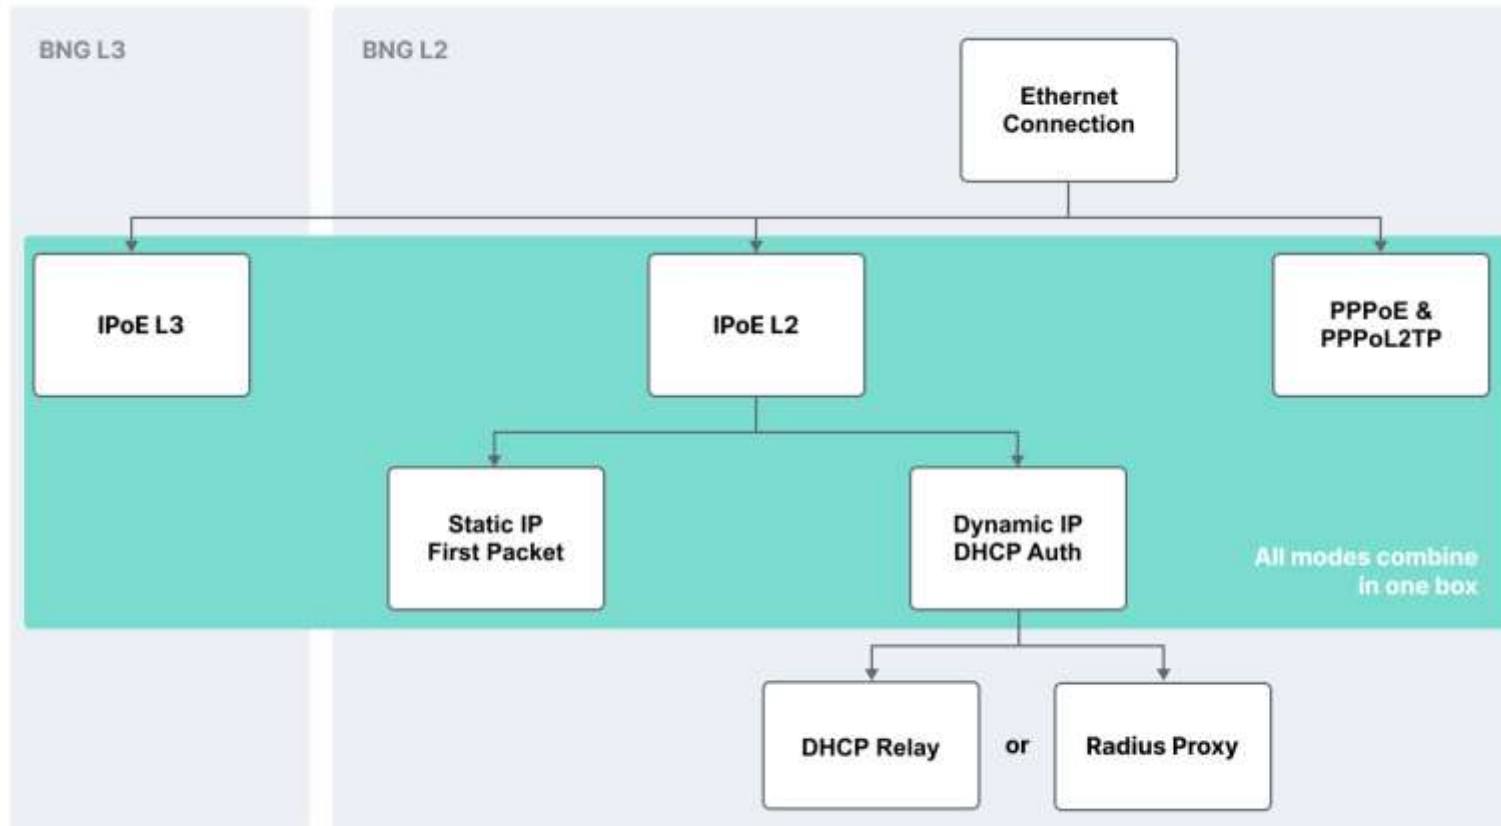 BNG L3
BNG L2
Ethernet
Connection
IPoE L3
IPoE L2
PPPoE &
PPPoL2TP
Static IP
First Packet
Dynamic IP
DHCP Auth
All modes combine
in one box
DHCP Relay
or
Radius Proxy